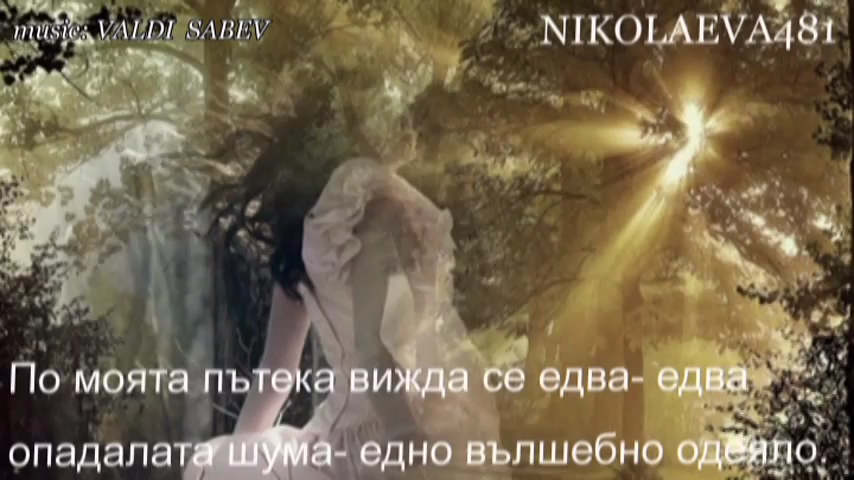 music: VALDI SABEV
NIKOLAEVA481
По моята пътека вижда се едва- едва
опадалата шума- едно вълшебно одеяло.